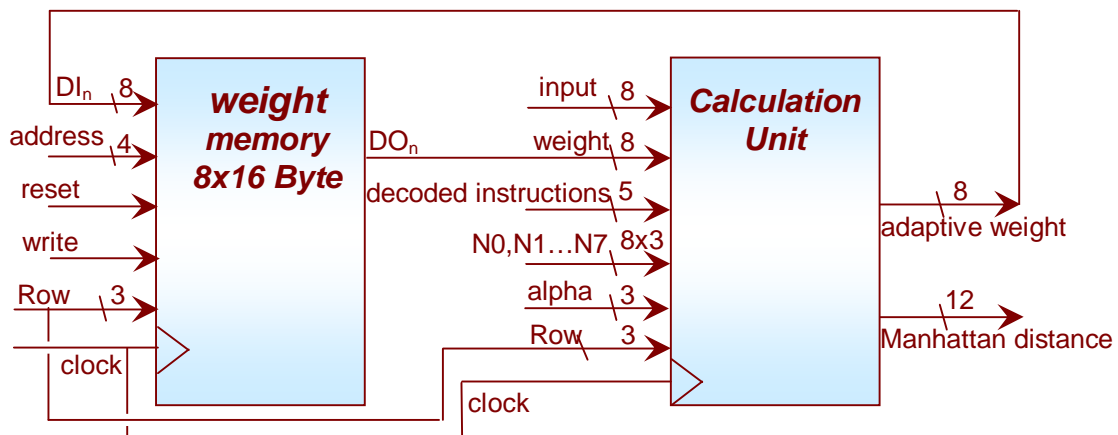 DIn
8
address
4
reset
write
Row
3
clock
weight
memory
8x16 Byte
DOn
input
8
weight
8
decoded instructions
5
N0,N1...N7
8x3
alpha
3
Row
3
clock
Calculation
Unit
8
adaptive weight
12
Manhattan distance